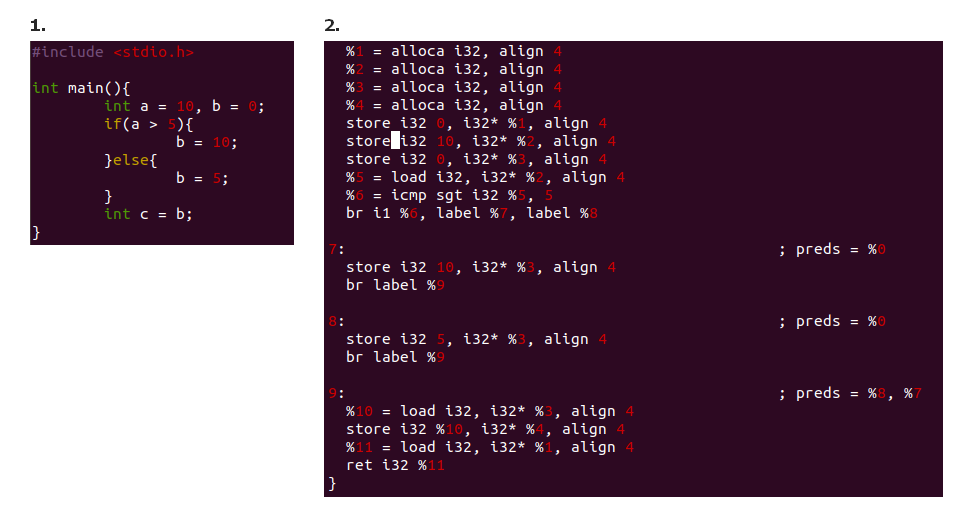 1.
#include <stdio.h>
int main(){
int a = 10, b = 0;
if(a > 5){
b = 10;
}else{
b = 5;
}
int c = b;
}
2.
%1 = alloca i32, align 4
%2 = alloca i32, align 4
%3 = alloca i32, align 4
%4 = alloca i32, align 4
store i32 0, i32* %1, align 4
store i32 10, i32* %2, align 4
store i32 0, i32* %3, align 4
%5 = load i32, i32* %2, align 4
%6 = icmp sgt i32 %5, 5
br i1 %6, label %7, label %8
7: ; preds = %0
store i32 10, i32* %3, align 4
br label %9
8: ; preds = %0
store i32 5, i32* %3, align 4
br label %9
9: ; preds = %8, %7
%10 = load i32, i32* %3, align 4
store i32 %10, i32* %4, align 4
%11 = load i32, i32* %1, align 4
ret i32 %11
}